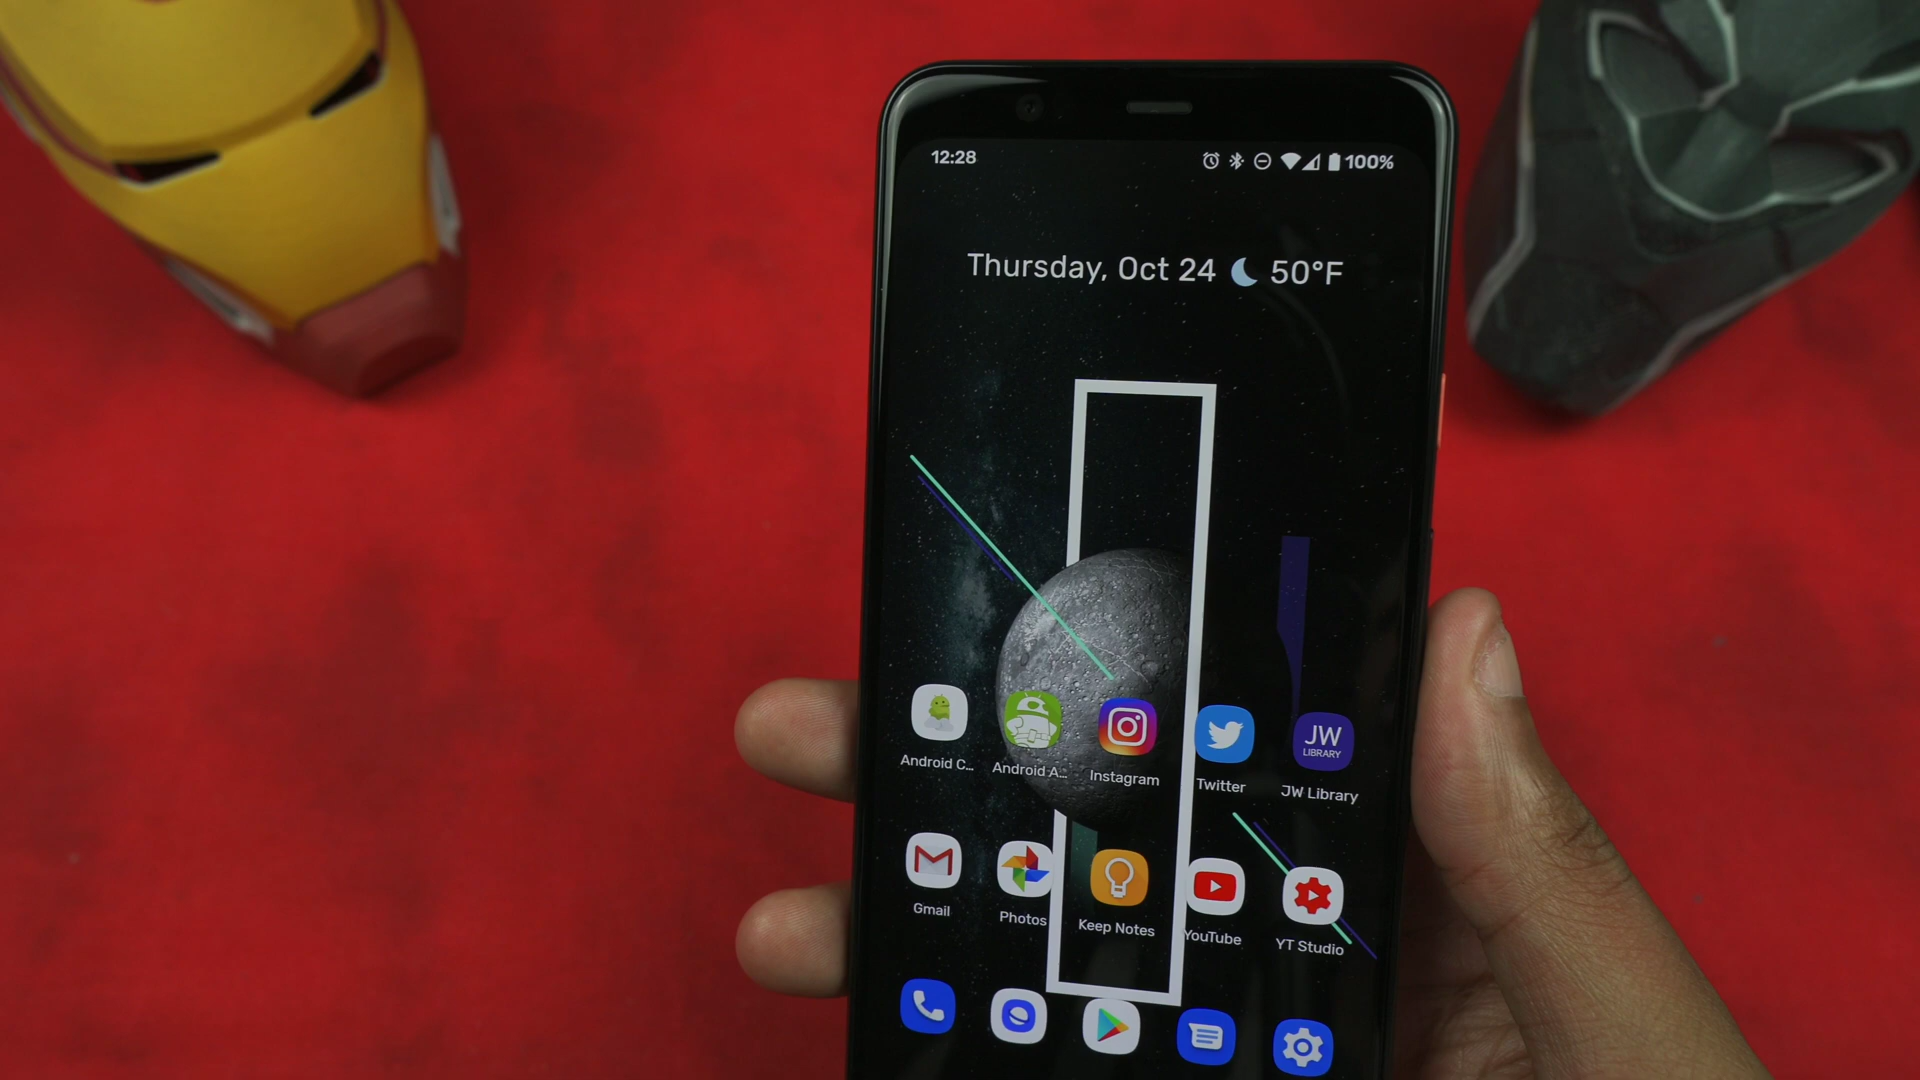 12:28 100%
Thursday, Oct 24 50°F
JW
LIBRARY
Android C...
Android A...
Instagram
Twitter
JW Library
Gmail
Photos
Keep Notes
YouTube
YT Studio